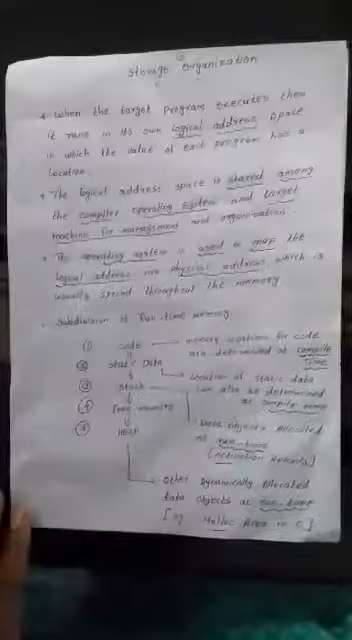 Storage Organization
* When the target program executes then
it runs in its own logical address space
in which the value of each program has a
location.
* The logical address space is shared among
the compiler, operating system and target
machine for management and organization.
* The operating system is used to map the
logical address into physical address which is
usually spread throughout the memory
Subdivision of Run-time Memory
① Code → memory locations for code
are determined at compile
time
② Static Data
→ Location of static data
③ Stack can also be determined
at compile time
④ Free memory
Data objects allocated
⑤ HEAP at run-time
[Activation Records]
→ Other Dynamically Allocated
data objects at run-time
[eg Malloc Area in C]